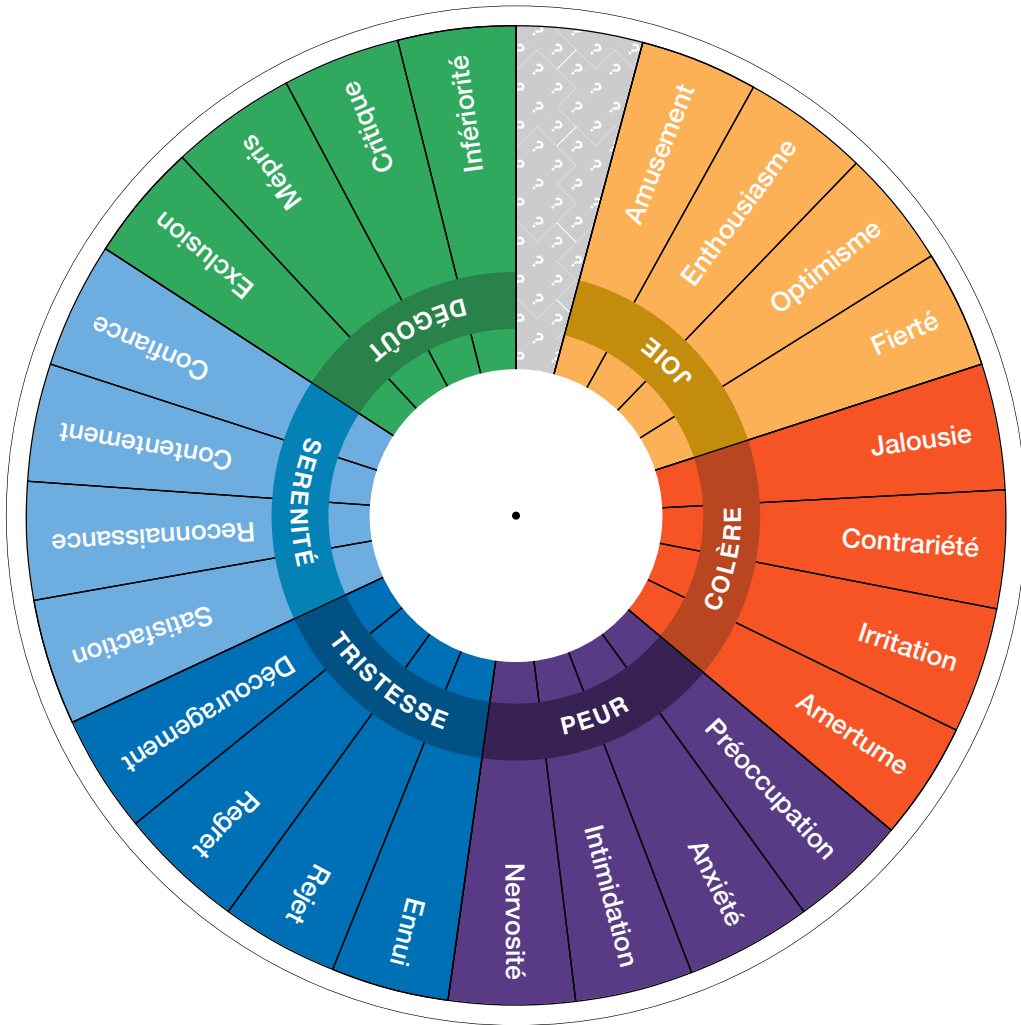 ?
Amusement
Enthousiasme
Optimisme
Fierté
JOIE
Jalousie
Contrariété
Irritation
Amertume
COLÈRE
Préoccupation
Anxiété
Intimidation
Nervosité
PEUR
Ennui
Rejet
Regret
Découragement
TRISTESSE
Satisfaction
Reconnaissance
Contentement
Confiance
SERENITÉ
Exclusion
Mépris
Critique
Infériorité
DÉGOÛT